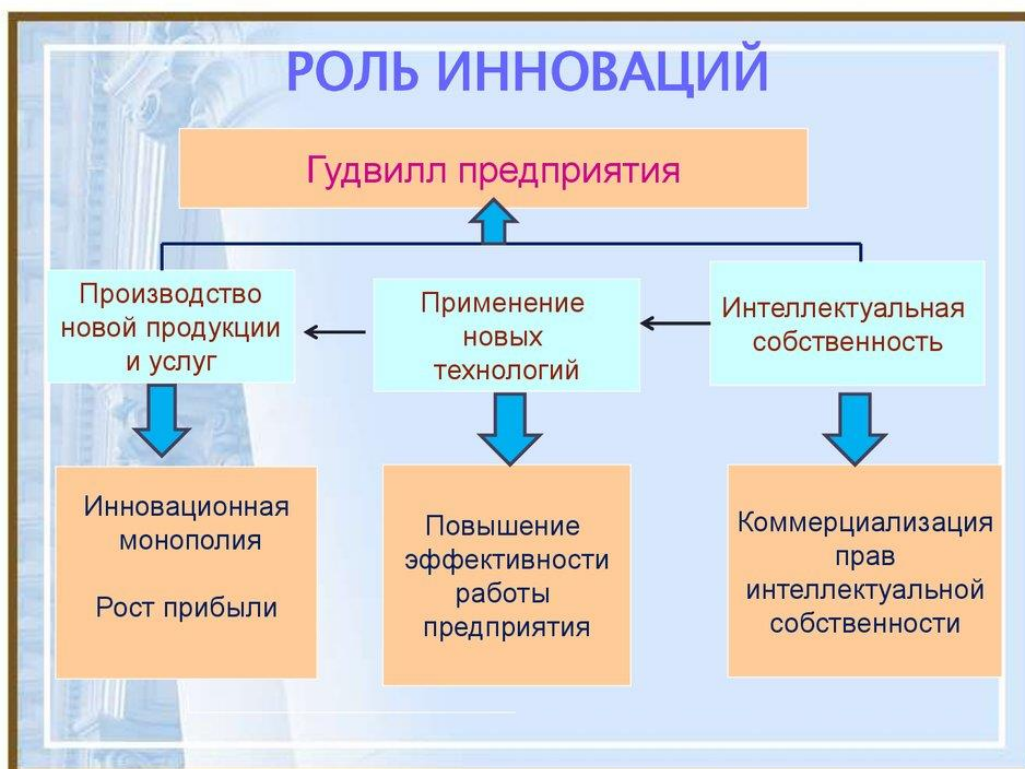 РОЛЬ ИННОВАЦИЙ
Гудвилл предприятия
Производство
новой продукции
и услуг
Применение
новых
технологий
Интеллектуальная
собственность
Инновационная
монополия
Рост прибыли
Повышение
эффективности
работы
предприятия
Коммерциализация
прав
интеллектуальной
собственности